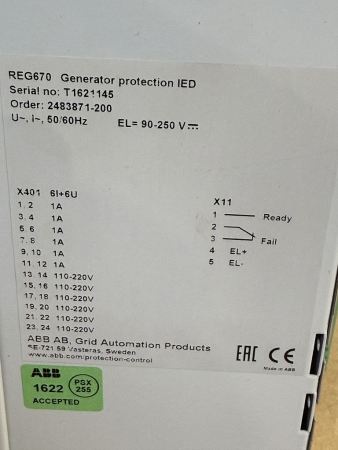 REG670 Generator protection IED
Serial no: T1621145
Order: 2483871-200
U~, I~, 50/60Hz EL= 90-250 V
X401 6I+6U
1, 2 1A
3, 4 1A
5, 6 1A
7, 8 1A
9, 10 1A
11, 12 1A
13, 14 110-220V
15, 16 110-220V
17, 18 110-220V
19, 20 110-220V
21, 22 110-220V
23, 24 110-220V
X11
1 Ready
2
3 Fail
4 EL+
5 EL-
ABB AB, Grid Automation Products
SE-721 59 Västerås, Sweden
www.abb.com/protection-control
EAC CE
Made in ABB
ABB
1622
PSX
255
ACCEPTED